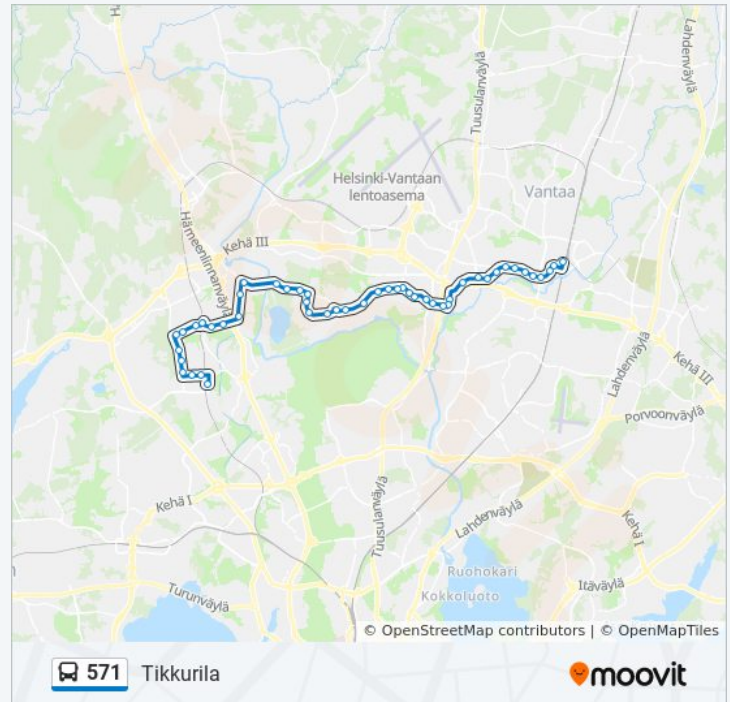 Lahdenväylä
Tuusulanväylä
Helsinki-Vantaan
lentoasema
Vantaa
Hämeenlinnanväylä
Kehä III
Lahdenväylä
Kehä III
Porvoonväylä
Tuusulanväylä
Lahdenväylä
Kehä I
Kehä I
Ruohokari
Kokkoluoto
Itäväylä
Turunväylä
© OpenStreetMap contributors | © OpenMapTiles
571 Tikkurila
moovit